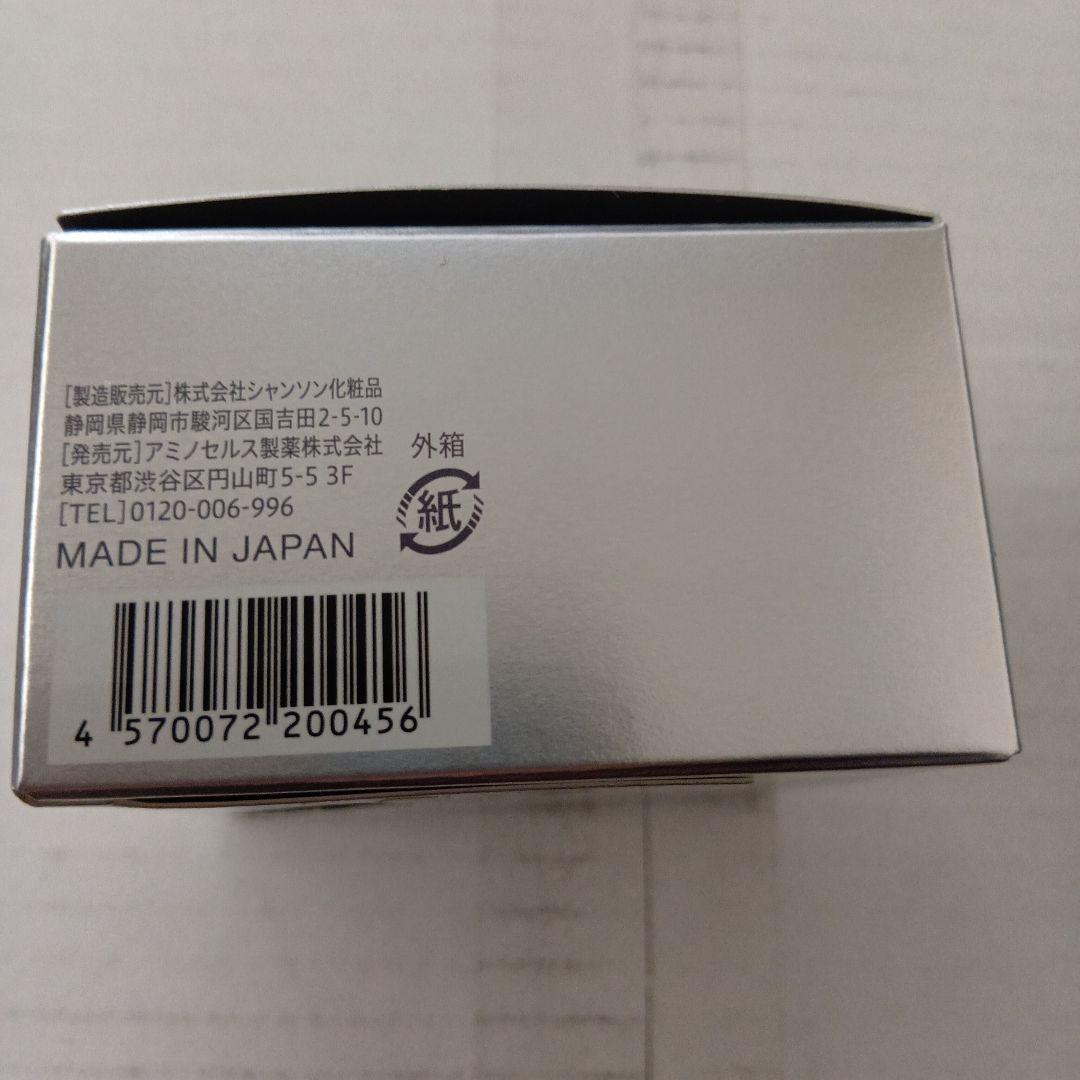 [製造販売元]株式会社シャンソン化粧品
静岡県静岡市駿河区国吉田2-5-10
[発売元]アミノセルス製薬株式会社
東京都渋谷区円山町5-5 3F
[TEL]0120-006-996
MADE IN JAPAN
外箱
紙
4 570072 200456